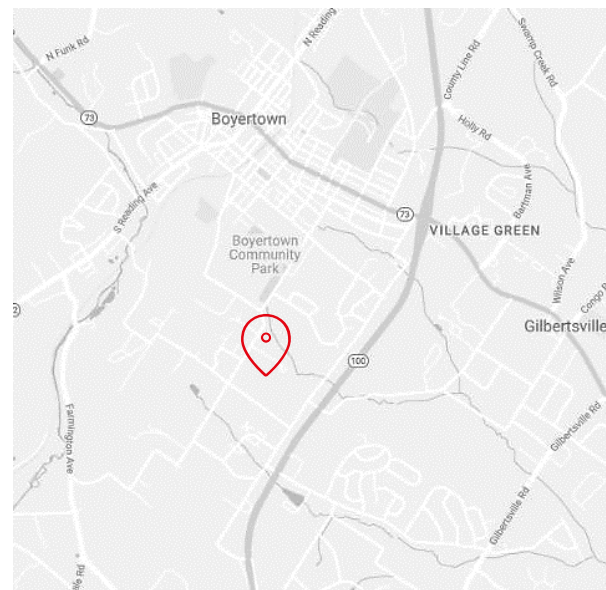 N Funk Rd
N Reading
Swamp Creek Rd
County Line Rd
73
Boyertown
Holly Rd
Bartman Ave
S Reading Ave
73
VILLAGE GREEN
Boyertown
Community
Park
Wilson Ave
Congo R
Gilbertsville
100
Farmington Ave
Gilbertsville Rd
Gilbertsville Rd